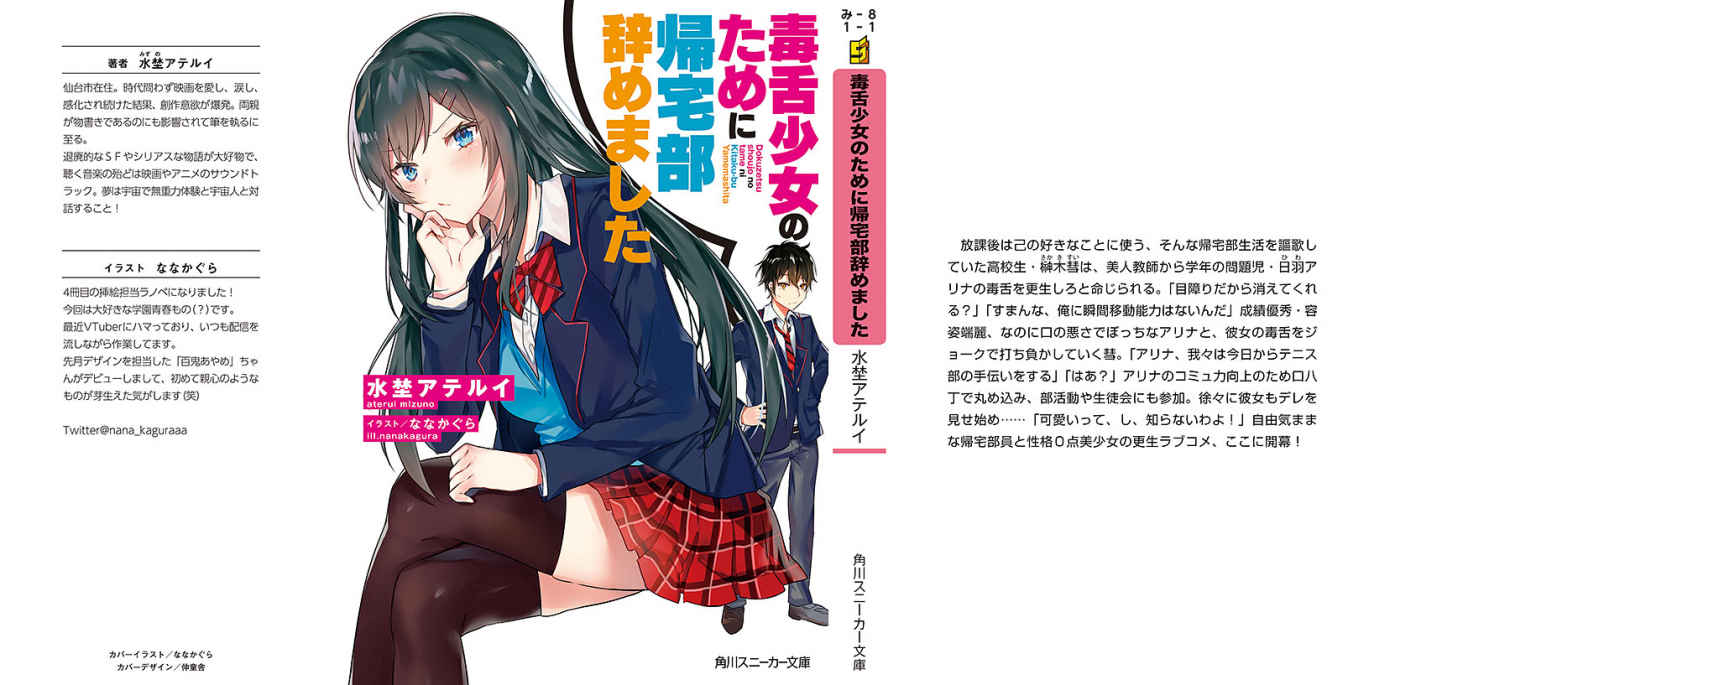 著者　水埜アテルイ
みずの
仙台市在住。時代問わず映画を愛し、涙し、
感化され続けた結果、創作意欲が爆発。両親
が物書きであるのにも影響されて筆を執るに
至る。
退廃的なＳＦやシリアスな物語が大好物で、
聴く音楽の殆どは映画やアニメのサウンドト
ラック。夢は宇宙で無重力体験と宇宙人と対
話すること！
イラスト　ななかぐら
4冊目の挿絵担当ラノベになりました！
今回は大好きな学園青春もの(？)です。
最近VTuberにハマっており、いつも配信を
流しながら作業してます。
先月デザインを担当した「百鬼あやめ」ちゃ
んがデビューしまして、初めて親心のような
ものが芽生えた気がします(笑)
Twitter@nana_kaguraaa
カバーイラスト／ななかぐら
カバーデザイン／仲童舎
毒舌少女の
ために
帰宅部
辞めました
Dokuzetsu
shoujo no
tame ni
Kitaku-bu
Yamemashita
水埜アテルイ
aterui mizuno
イラスト／ななかぐら
ill.nanakagura
角川スニーカー文庫
み-8
1-1
毒舌少女のために帰宅部辞めました
水埜アテルイ
角川スニーカー文庫
放課後は己の好きなことに使う、そんな帰宅部生活を謳歌し
さかきすい
ひわ
ていた高校生・榊木彗は、美人教師から学年の問題児・日羽ア
リナの毒舌を更生しろと命じられる。「目障りだから消えてくれ
る？」「すまんな、俺に瞬間移動能力はないんだ」成績優秀・容
姿端麗、なのに口の悪さでぼっちなアリナと、彼女の毒舌をジ
ョークで打ち負かしていく彗。「アリナ、我々は今日からテニス
部の手伝いをする」「はあ？」アリナのコミュ力向上のため口八
丁で丸め込み、部活動や生徒会にも参加。徐々に彼女もデレを
見せ始め……「可愛いって、し、知らないわよ！」自由気まま
な帰宅部員と性格０点美少女の更生ラブコメ、ここに開幕！